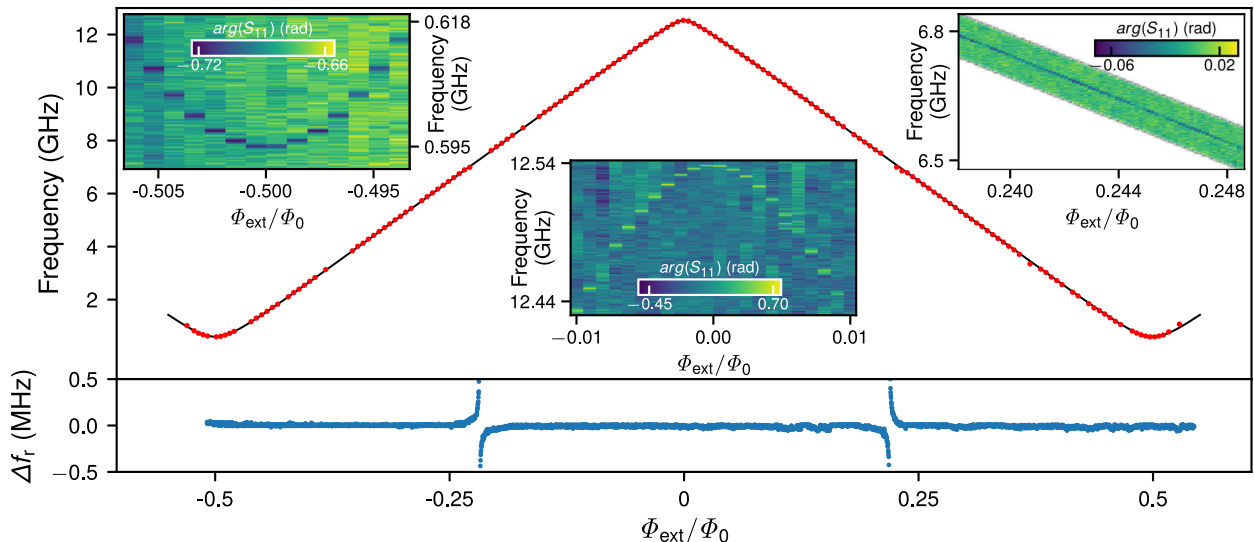 12
10
8
6
4
2
Frequency (GHz)
arg(S₁₁) (rad)
−0.72
−0.66
0.618
0.595
Frequency
(GHz)
−0.505
−0.500
−0.495
Φext/Φ0
12.54
12.44
Frequency
(GHz)
arg(S₁₁) (rad)
−0.45
0.70
−0.01
0.00
0.01
Φext/Φ0
6.8
6.5
Frequency
(GHz)
arg(S₁₁) (rad)
−0.06
0.02
0.240
0.244
0.248
Φext/Φ0
0.5
0.0
−0.5
Δfr (MHz)
-0.5
-0.25
0
0.25
0.5
Φext/Φ0